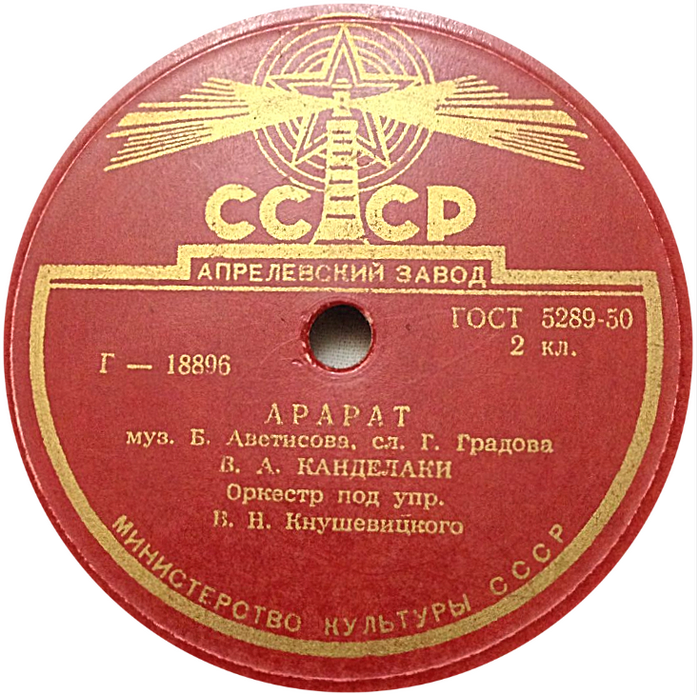 СССР
АПРЕЛЕВСКИЙ ЗАВОД
ГОСТ 5289-50
2 кл.
Г — 18896
АРАРАТ
муз. Б. Аветисова, сл. Г. Градова
В. А. КАНДЕЛАКИ
Оркестр под упр.
В. Н. Кнушевицкого
МИНИСТЕРСТВО КУЛЬТУРЫ СССР